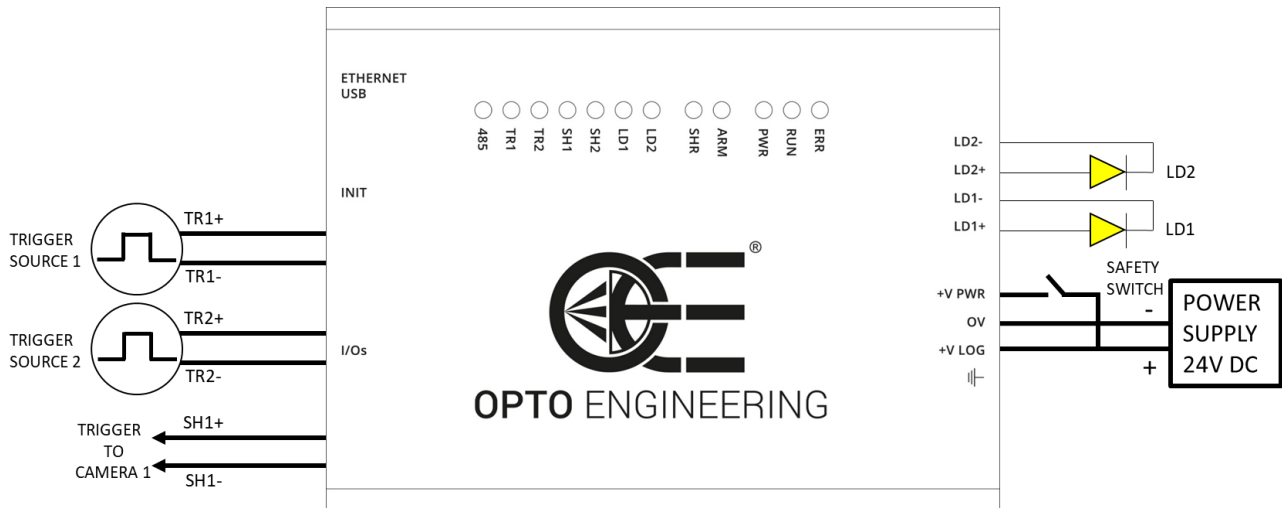 ETHERNET
USB
485
TR1
TR2
SH1
SH2
LD1
LD2
SHR
ARM
PWR
RUN
ERR
INIT
I/Os
TRIGGER
SOURCE 1
TR1+
TR1-
TRIGGER
SOURCE 2
TR2+
TR2-
TRIGGER
TO
CAMERA 1
SH1+
SH1-
®
OPTO ENGINEERING
LD2-
LD2+
LD1-
LD1+
LD2
LD1
+V PWR
0V
+V LOG
SAFETY
SWITCH
-
+
POWER
SUPPLY
24V DC